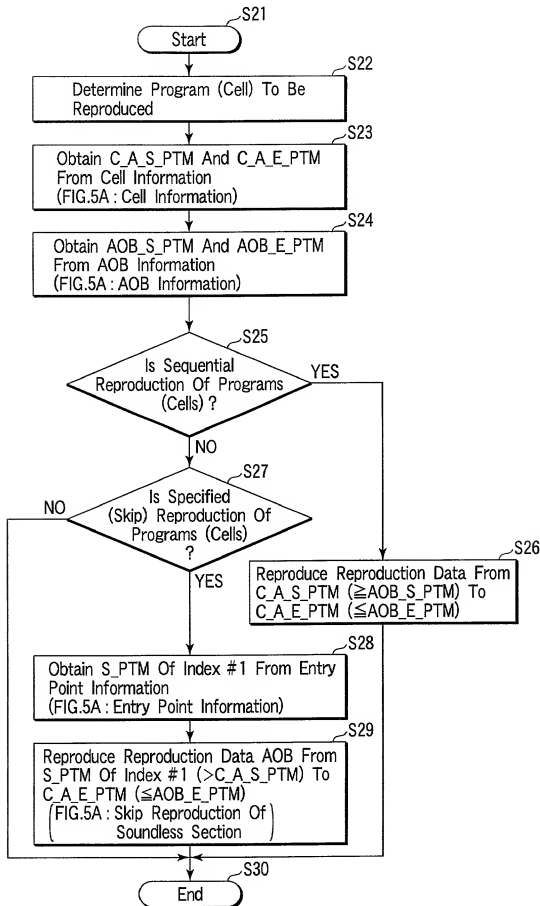 S21
Start
S22
Determine Program (Cell) To Be
Reproduced
S23
Obtain C_A_S_PTM And C_A_E_PTM
From Cell Information
(FIG.5A : Cell Information)
S24
Obtain AOB_S_PTM And AOB_E_PTM
From AOB Information
(FIG.5A : AOB Information)
S25
Is Sequential
Reproduction Of Programs
(Cells) ?
YES
NO
S27
Is Specified
(Skip) Reproduction Of
Programs (Cells)
?
NO
YES
S26
Reproduce Reproduction Data From
C_A_S_PTM (≧AOB_S_PTM) To
C_A_E_PTM (≦AOB_E_PTM)
S28
Obtain S_PTM Of Index #1 From Entry
Point Information
(FIG.5A : Entry Point Information)
S29
Reproduce Reproduction Data AOB From
S_PTM Of Index #1 (>C_A_S_PTM) To
C_A_E_PTM (≦AOB_E_PTM)
(FIG.5A : Skip Reproduction Of
Soundless Section)
S30
End